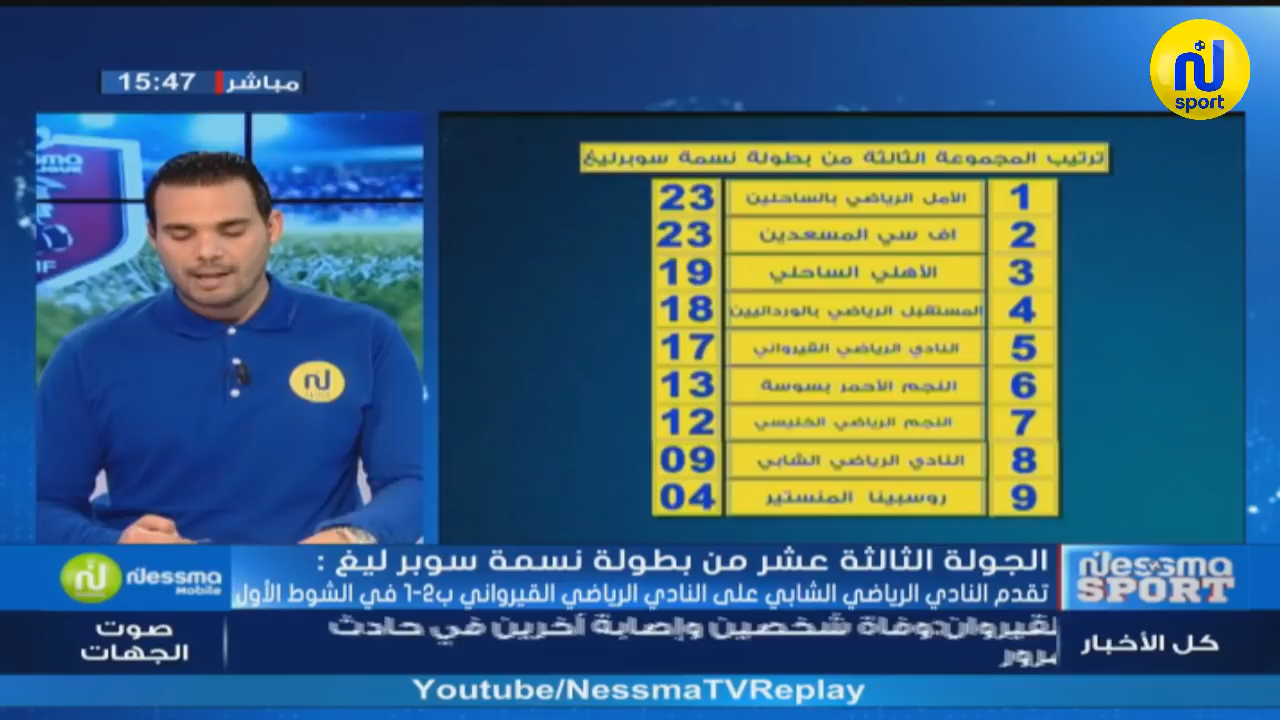 sport
15:47 مباشر
ترتيب المجموعة الثالثة من بطولة نسمة سوبرليغ
1 الأمل الرياضي بالساحلين 23
2 اف سي المسعدين 23
3 الأهلي الساحلي 19
4 المستقبل الرياضي بالوردانيين 18
5 النادي الرياضي القيرواني 17
6 النجم الأحمر بسوسة 13
7 النجم الرياضي الخنيسي 12
8 النادي الرياضي الشابي 09
9 روسبينا المنستير 04
الجولة الثالثة عشر من بطولة نسمة سوبر ليغ :
تقدم النادي الرياضي الشابي على النادي الرياضي القيرواني ب2-1 في الشوط الأول
Nessma
SPORT
Nessma
Mobile
كل الأخبار
لقيروان:وفاة شخصين وإصابة آخرين في حادث
مرور
صوت
الجهات
Youtube/NessmaTVReplay